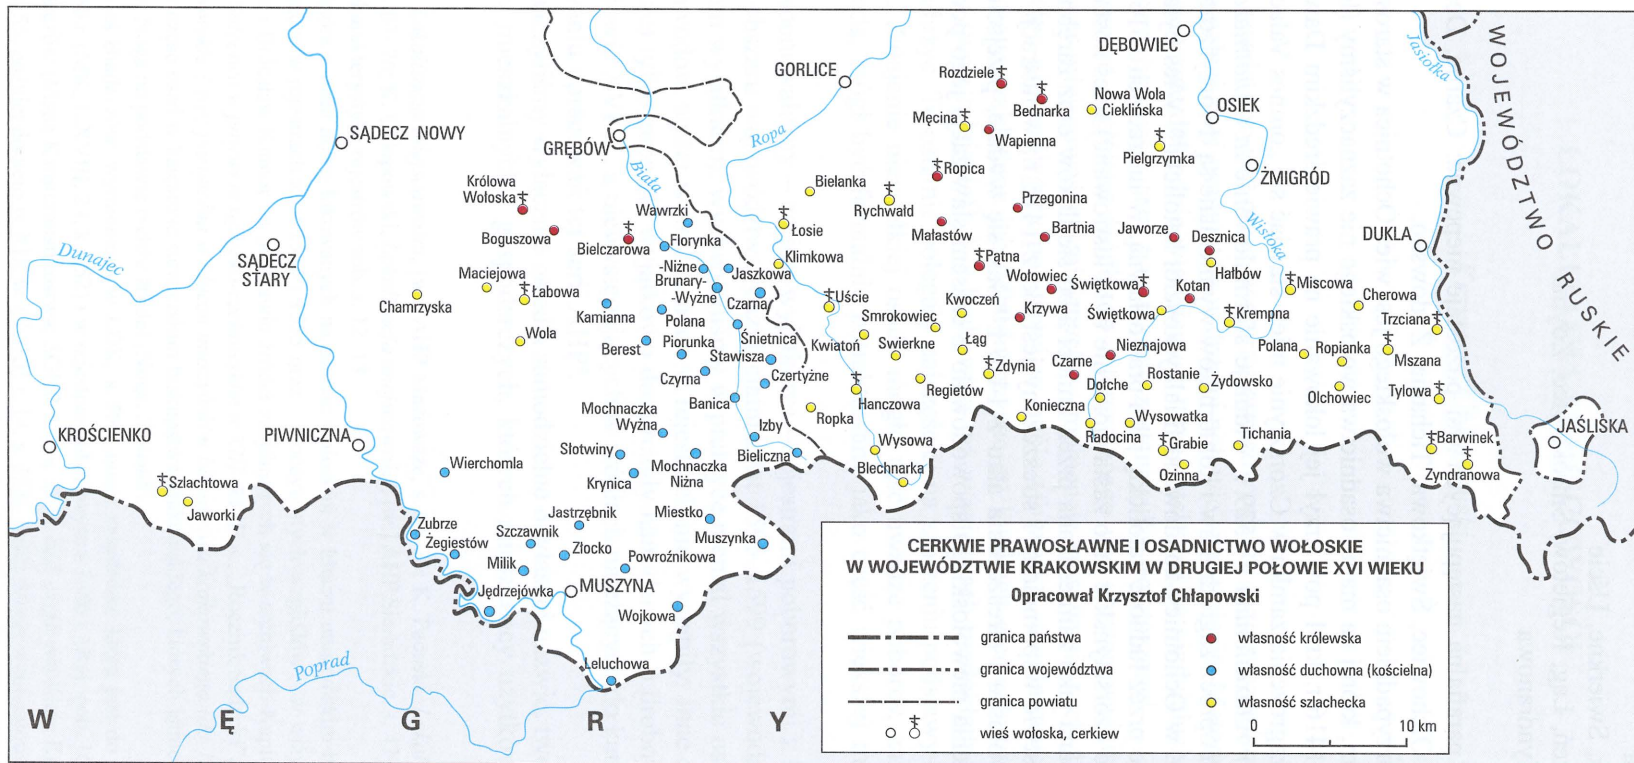 DĘBOWIEC
Jasiołka
WOJEWÓDZTWO RUSKIE
GORLICE
Rozdziele
Bednarka
Nowa Wola
Cieklińska
OSIEK
SĄDECZ NOWY
GRĘBÓW
Ropa
Męcina
Wapienna
Pielgrzymka
ŻMIGRÓD
Biała
Królowa
Wołoska
Bielanka
Ropica
Rychwałd
Przegonina
Wawrzki
Boguszowa
Bielczarowa
Florynka
Łosie
Małastów
Bartnia
Jaworze
Desznica
Wisłoka
DUKLA
Dunajec
SĄDECZ
STARY
Klimkowa
Pątna
Hałbów
-Niżne
Brunary-
-Wyżne
Jaszkowa
Maciejowa
Łabowa
Chamrzyska
Czarna
Uście
Wołowiec
Świętkowa
Kotan
Miscowa
Cherowa
Kamianna
Polana
Smrokowiec
Kwoczeń
Krzywa
Świętkowa
Krempna
Trzciana
Wola
Berest
Piorunka
Śnietnica
Stawisza
Kwiatoń
Swierkne
Łąg
Nieznajowa
Polana
Ropianka
Mszana
Czyrna
Czertyżne
Regietów
Zdynia
Czarne
Rostanie
Żydowsko
Dołche
Olchowiec
Tylowa
Banica
Hanczowa
Mochnaczka
Wyżna
Ropka
Konieczna
Radocina
Wysowatka
KROŚCIENKO
PIWNICZNA
Izby
Wysowa
Grabie
Tichania
Barwinek
JAŚLIŚKA
Słotwiny
Bieliczna
Wierchomla
Krynica
Mochnaczka
Niżna
Blechnarka
Ozinna
Zyndranowa
Szlachtowa
Jaworki
Jastrzębnik
Miestko
Zubrze
Żegiestów
Szczawnik
Złocko
Muszynka
Milik
Powroźnikowa
Jędrzejówka
MUSZYNA
Wojkowa
Leluchowa
Poprad
W Ę G R Y
CERKWIE PRAWOSŁAWNE I OSADNICTWO WOŁOSKIE
W WOJEWÓDZTWIE KRAKOWSKIM W DRUGIEJ POŁOWIE XVI WIEKU
Opracował Krzysztof Chłapowski
granica państwa
własność królewska
granica województwa
własność duchowna (kościelna)
granica powiatu
własność szlachecka
wieś wołoska, cerkiew
0 10 km